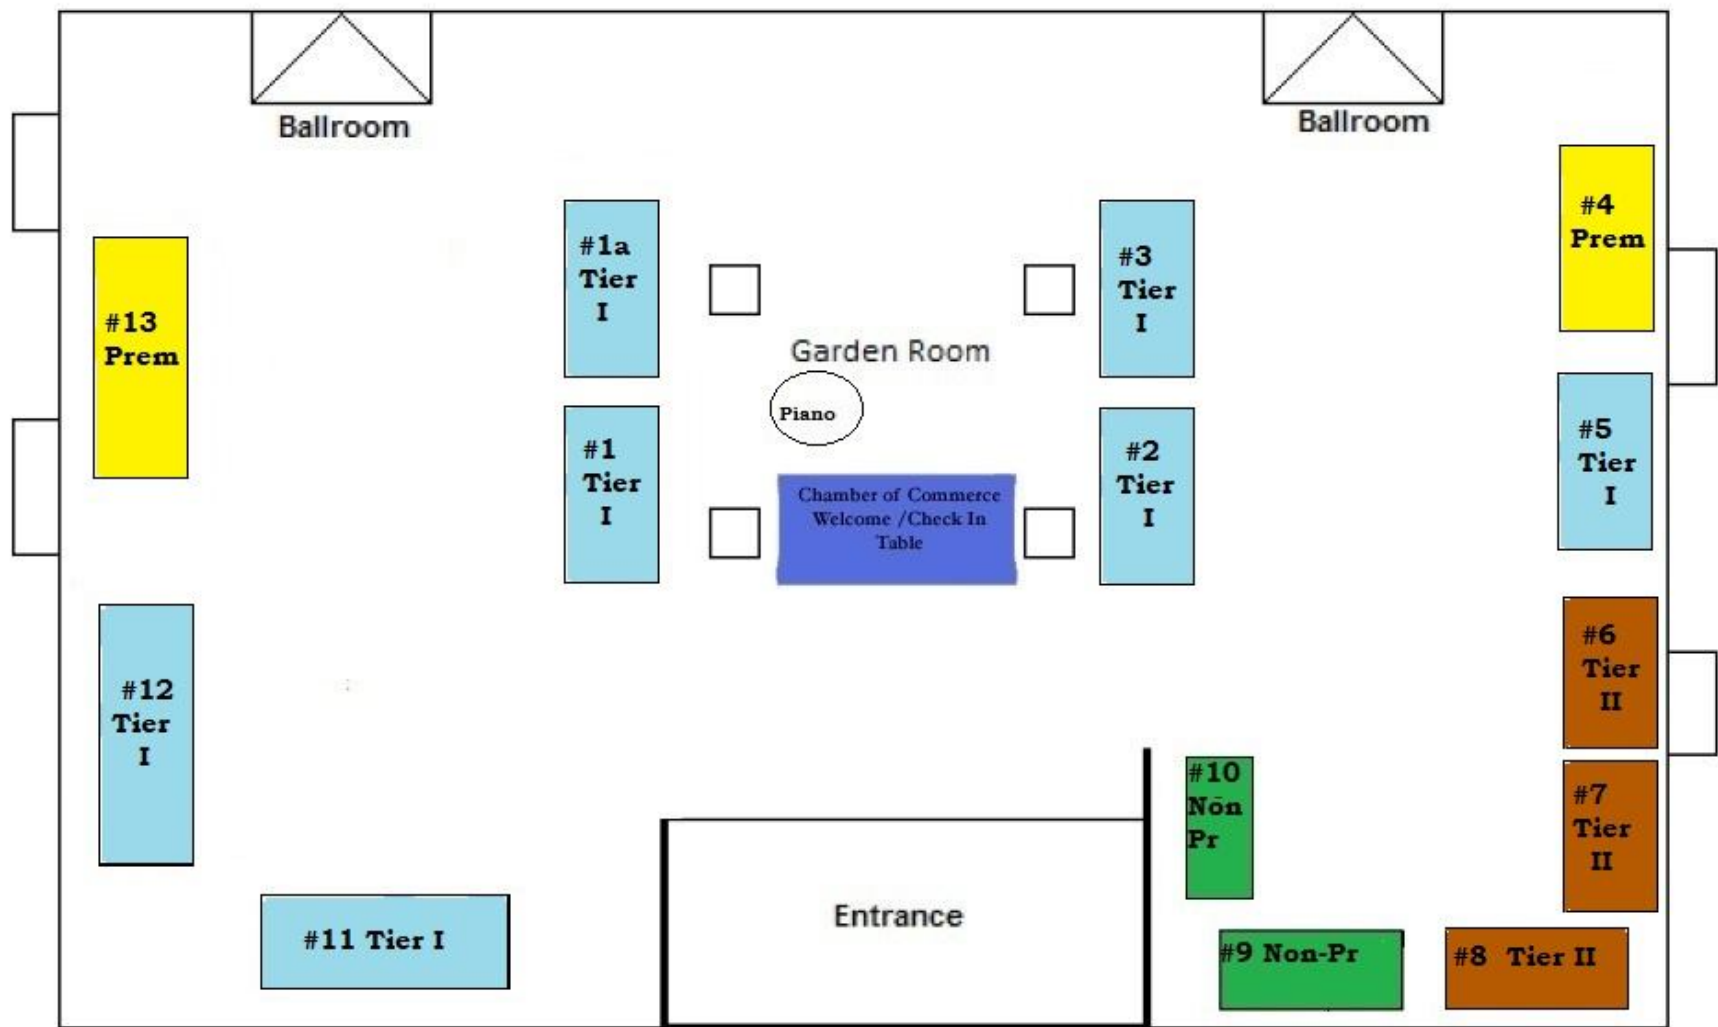 Ballroom
Ballroom
#4
Prem
#1a
Tier
I
#3
Tier
I
#13
Prem
Garden Room
Piano
#1
Tier
I
#2
Tier
I
#5
Tier
I
Chamber of Commerce
Welcome /Check In
Table
#6
Tier
II
#12
Tier
I
#10
Non
Pr
#7
Tier
II
Entrance
#11 Tier I
#9 Non-Pr
#8 Tier II